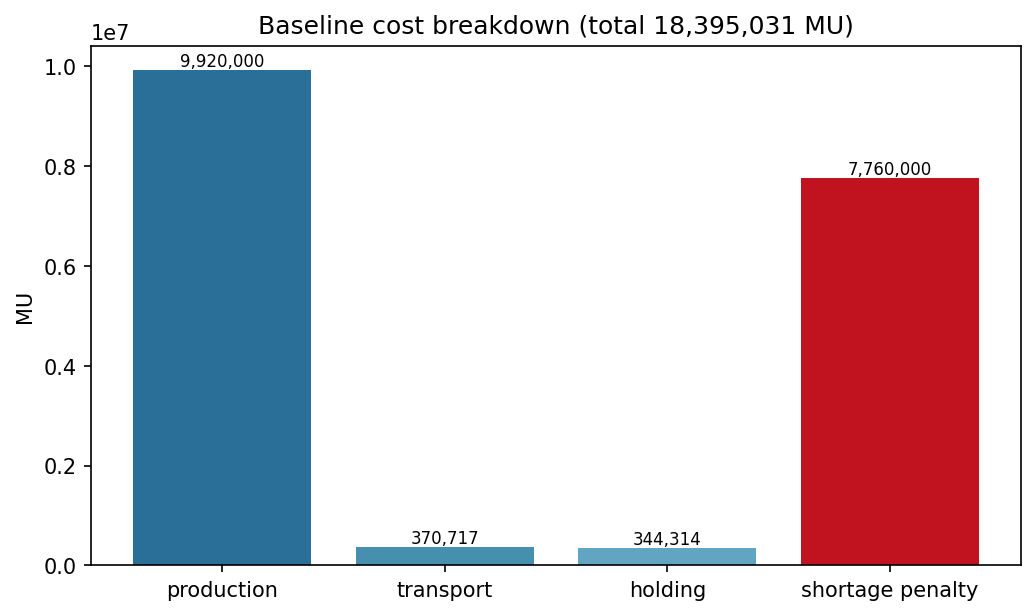 Baseline cost breakdown (total 18,395,031 MU)
1e7
MU
1.0
0.8
0.6
0.4
0.2
0.0
9,920,000
370,717
344,314
7,760,000
production
transport
holding
shortage penalty